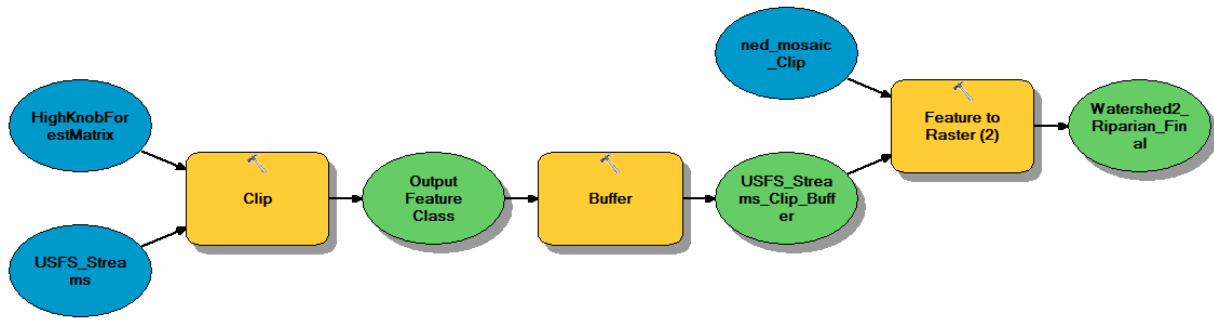 ned_mosaic
_Clip
HighKnobFor
estMatrix
Feature to
Raster (2)
Watershed2_
Riparian_Fin
al
Clip
Output
Feature
Class
Buffer
USFS_Strea
ms_Clip_Buff
er
USFS_Strea
ms